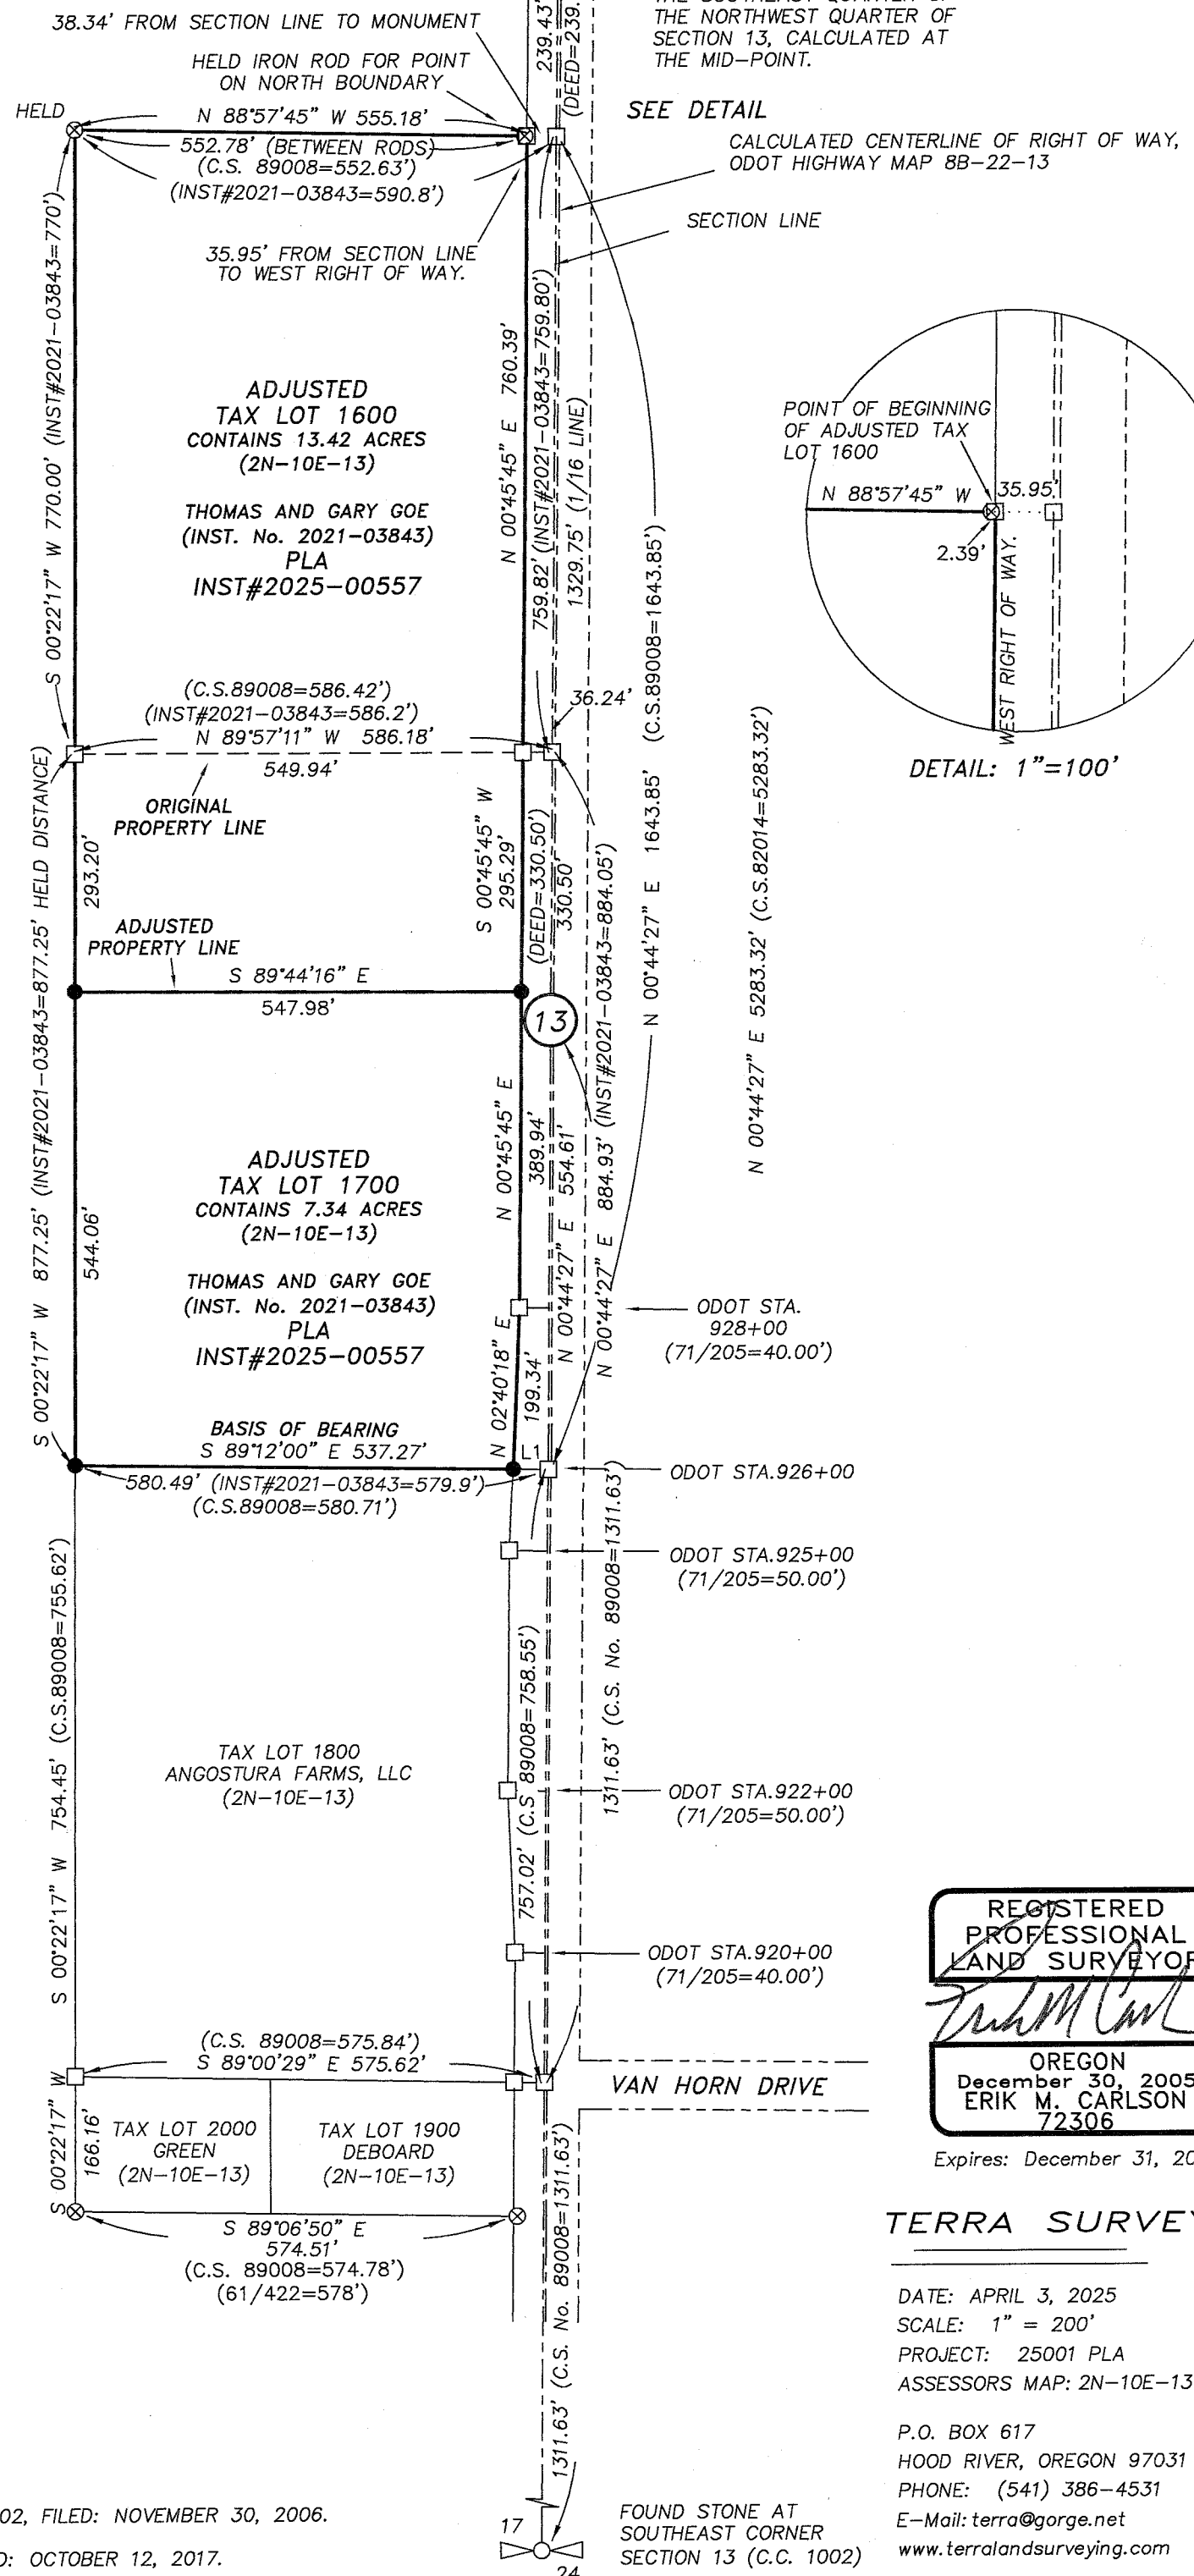 THE NORTHWEST QUARTER OF
SECTION 13, CALCULATED AT
THE MID-POINT.
38.34' FROM SECTION LINE TO MONUMENT
239.43'
(DEED=239.
HELD IRON ROD FOR POINT
ON NORTH BOUNDARY
HELD
N 88°57'45" W 555.18'
552.78' (BETWEEN RODS)
(C.S. 89008=552.63')
(INST#2021-03843=590.8')
SEE DETAIL
CALCULATED CENTERLINE OF RIGHT OF WAY,
ODOT HIGHWAY MAP 8B-22-13
SECTION LINE
35.95' FROM SECTION LINE
TO WEST RIGHT OF WAY.
S 00°22'17" W 770.00' (INST#2021-03843=770')
ADJUSTED
TAX LOT 1600
CONTAINS 13.42 ACRES
(2N-10E-13)
THOMAS AND GARY GOE
(INST. No. 2021-03843)
PLA
INST#2025-00557
N 00°45'45" E 760.39'
759.82' (INST#2021-03843=759.80')
1329.75' (1/16 LINE)
N 00°44'27" E 1643.85' (C.S.89008=1643.85')
N 00°44'27" E 5283.32' (C.S.82014=5283.32')
POINT OF BEGINNING
OF ADJUSTED TAX
LOT 1600
N 88°57'45" W
35.95'
2.39'
WEST RIGHT OF WAY.
DETAIL: 1"=100'
(C.S.89008=586.42')
(INST#2021-03843=586.2')
N 89°57'11" W 586.18'
549.94'
36.24'
ORIGINAL
PROPERTY LINE
S 00°22'17" W 877.25' (INST#2021-03843=877.25' HELD DISTANCE)
293.20'
S 00°45'45" W
295.29'
(DEED=330.50')
330.50'
N 00°44'27" E 884.93' (INST#2021-03843=884.05')
ADJUSTED
PROPERTY LINE
S 89°44'16" E
547.98'
13
544.06'
ADJUSTED
TAX LOT 1700
CONTAINS 7.34 ACRES
(2N-10E-13)
THOMAS AND GARY GOE
(INST. No. 2021-03843)
PLA
INST#2025-00557
N 00°45'45" E
389.94'
N 00°44'27" E 554.61'
N 02°40'18" E
199.34'
ODOT STA.
928+00
(71/205=40.00')
BASIS OF BEARING
S 89°12'00" E 537.27'
L1
580.49' (INST#2021-03843=579.9')
(C.S.89008=580.71')
ODOT STA.926+00
ODOT STA.925+00
(71/205=50.00')
S 00°22'17" W 754.45' (C.S.89008=755.62')
757.02' (C.S 89008=758.55')
1311.63' (C.S. No. 89008=1311.63')
TAX LOT 1800
ANGOSTURA FARMS, LLC
(2N-10E-13)
ODOT STA.922+00
(71/205=50.00')
ODOT STA.920+00
(71/205=40.00')
REGISTERED
PROFESSIONAL
LAND SURVEYOR
OREGON
December 30, 2005
ERIK M. CARLSON
72306
Expires: December 31, 20
(C.S. 89008=575.84')
S 89°00'29" E 575.62'
VAN HORN DRIVE
S 00°22'17" W
166.16'
TAX LOT 2000
GREEN
(2N-10E-13)
TAX LOT 1900
DEBOARD
(2N-10E-13)
S 89°06'50" E
574.51'
(C.S. 89008=574.78')
(61/422=578')
1311.63' (C.S. No. 89008=1311.63')
TERRA SURVEY
DATE: APRIL 3, 2025
SCALE: 1" = 200'
PROJECT: 25001 PLA
ASSESSORS MAP: 2N-10E-13
P.O. BOX 617
HOOD RIVER, OREGON 97031
PHONE: (541) 386-4531
E-Mail: terra@gorge.net
www.terralandsurveying.com
02, FILED: NOVEMBER 30, 2006.
D: OCTOBER 12, 2017.
17
24
FOUND STONE AT
SOUTHEAST CORNER
SECTION 13 (C.C. 1002)